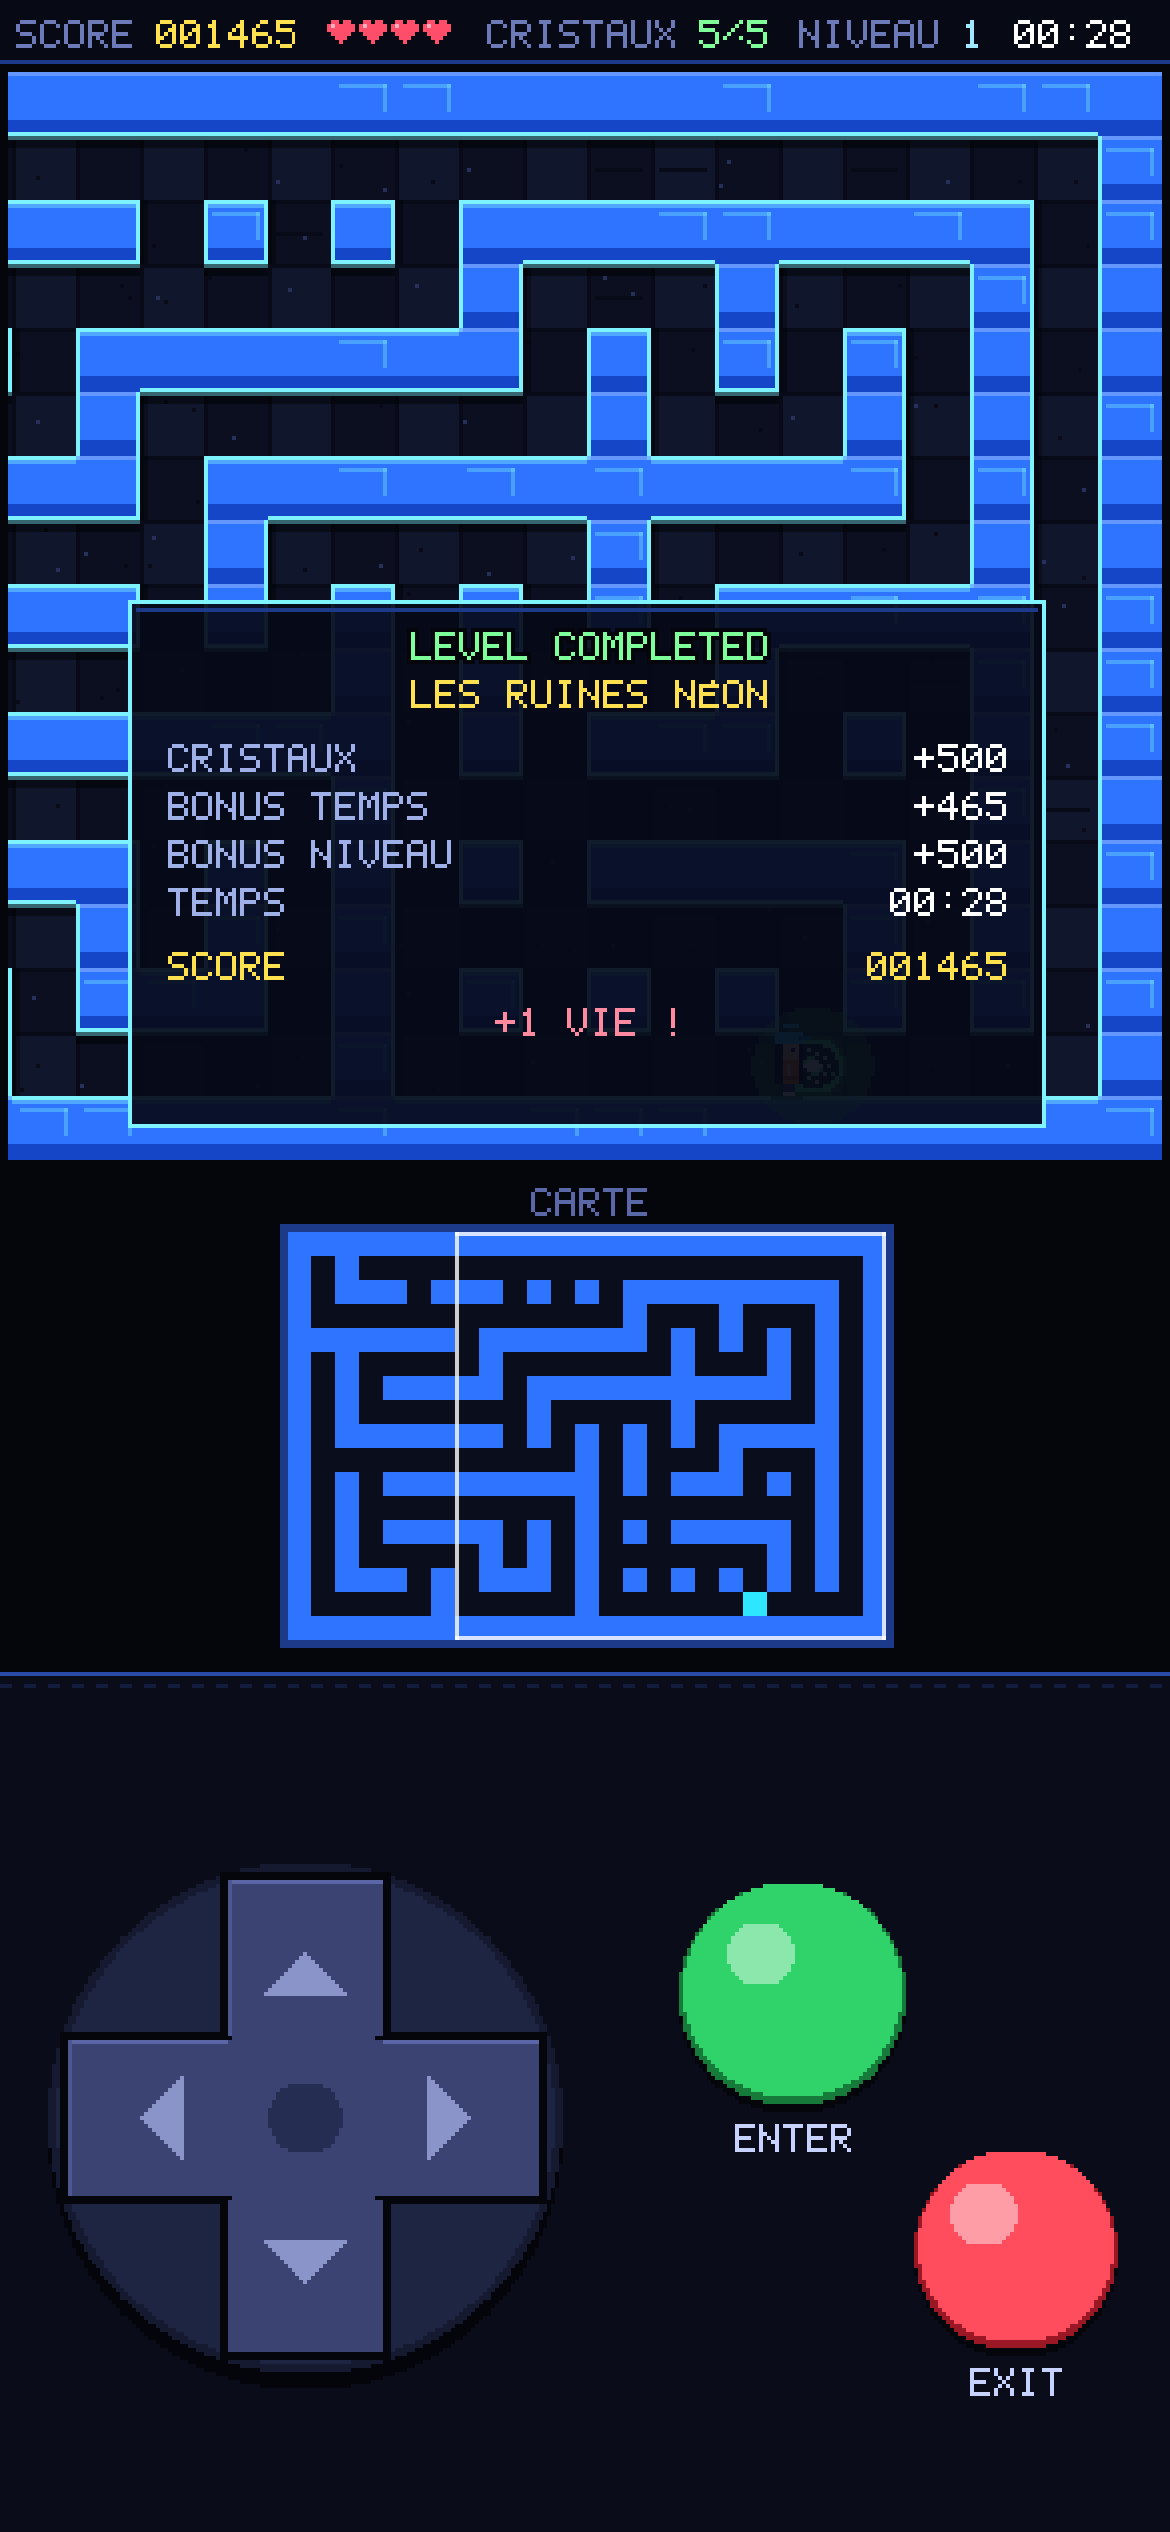 SCORE 001465 ♥♥♥♥ CRISTAUX 5/5 NIVEAU 1 00:28
LEVEL COMPLETED
LES RUINES NÉON
CRISTAUX +500
BONUS TEMPS +465
BONUS NIVEAU +500
TEMPS 00:28
SCORE 001465
+1 VIE !
CARTE
ENTER
EXIT